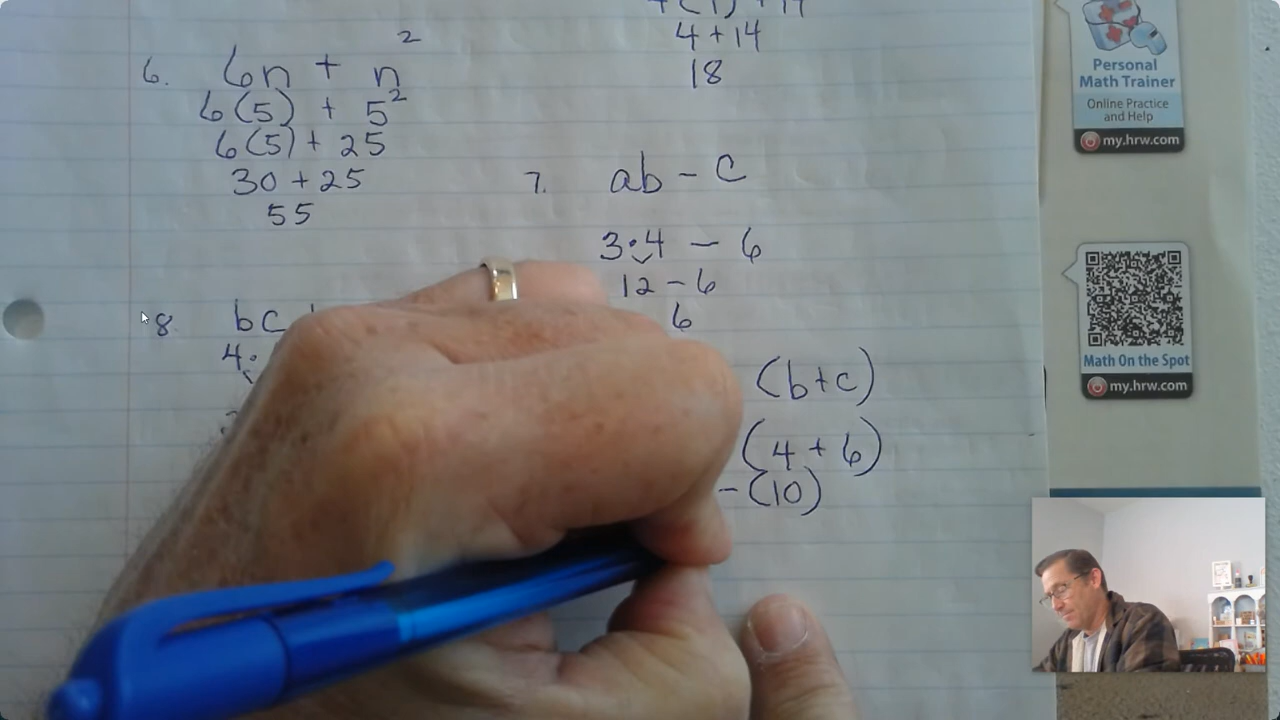 4 + 14
18
6. 6n + n²
6(5) + 5²
6(5) + 25
30 + 25
55
7. ab - c
3·4 - 6
12 - 6
6
8. bc
4·
(b+c)
(4 + 6)
-(10)
Personal
Math Trainer
Online Practice
and Help
my.hrw.com
Math On the Spot
my.hrw.com